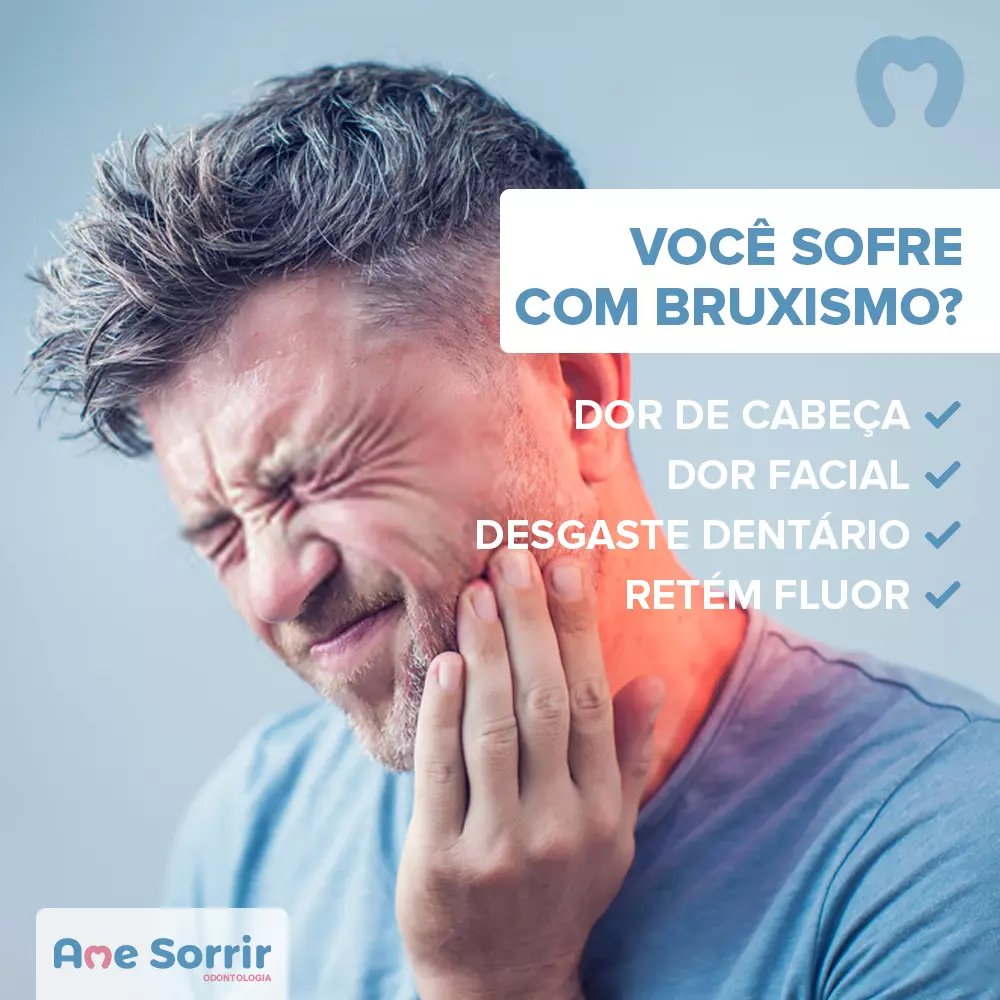 VOCÊ SOFRE
COM BRUXISMO?
DOR DE CABEÇA
DOR FACIAL
DESGASTE DENTÁRIO
RETÉM FLUOR
Ame Sorrir
ODONTOLOGIA